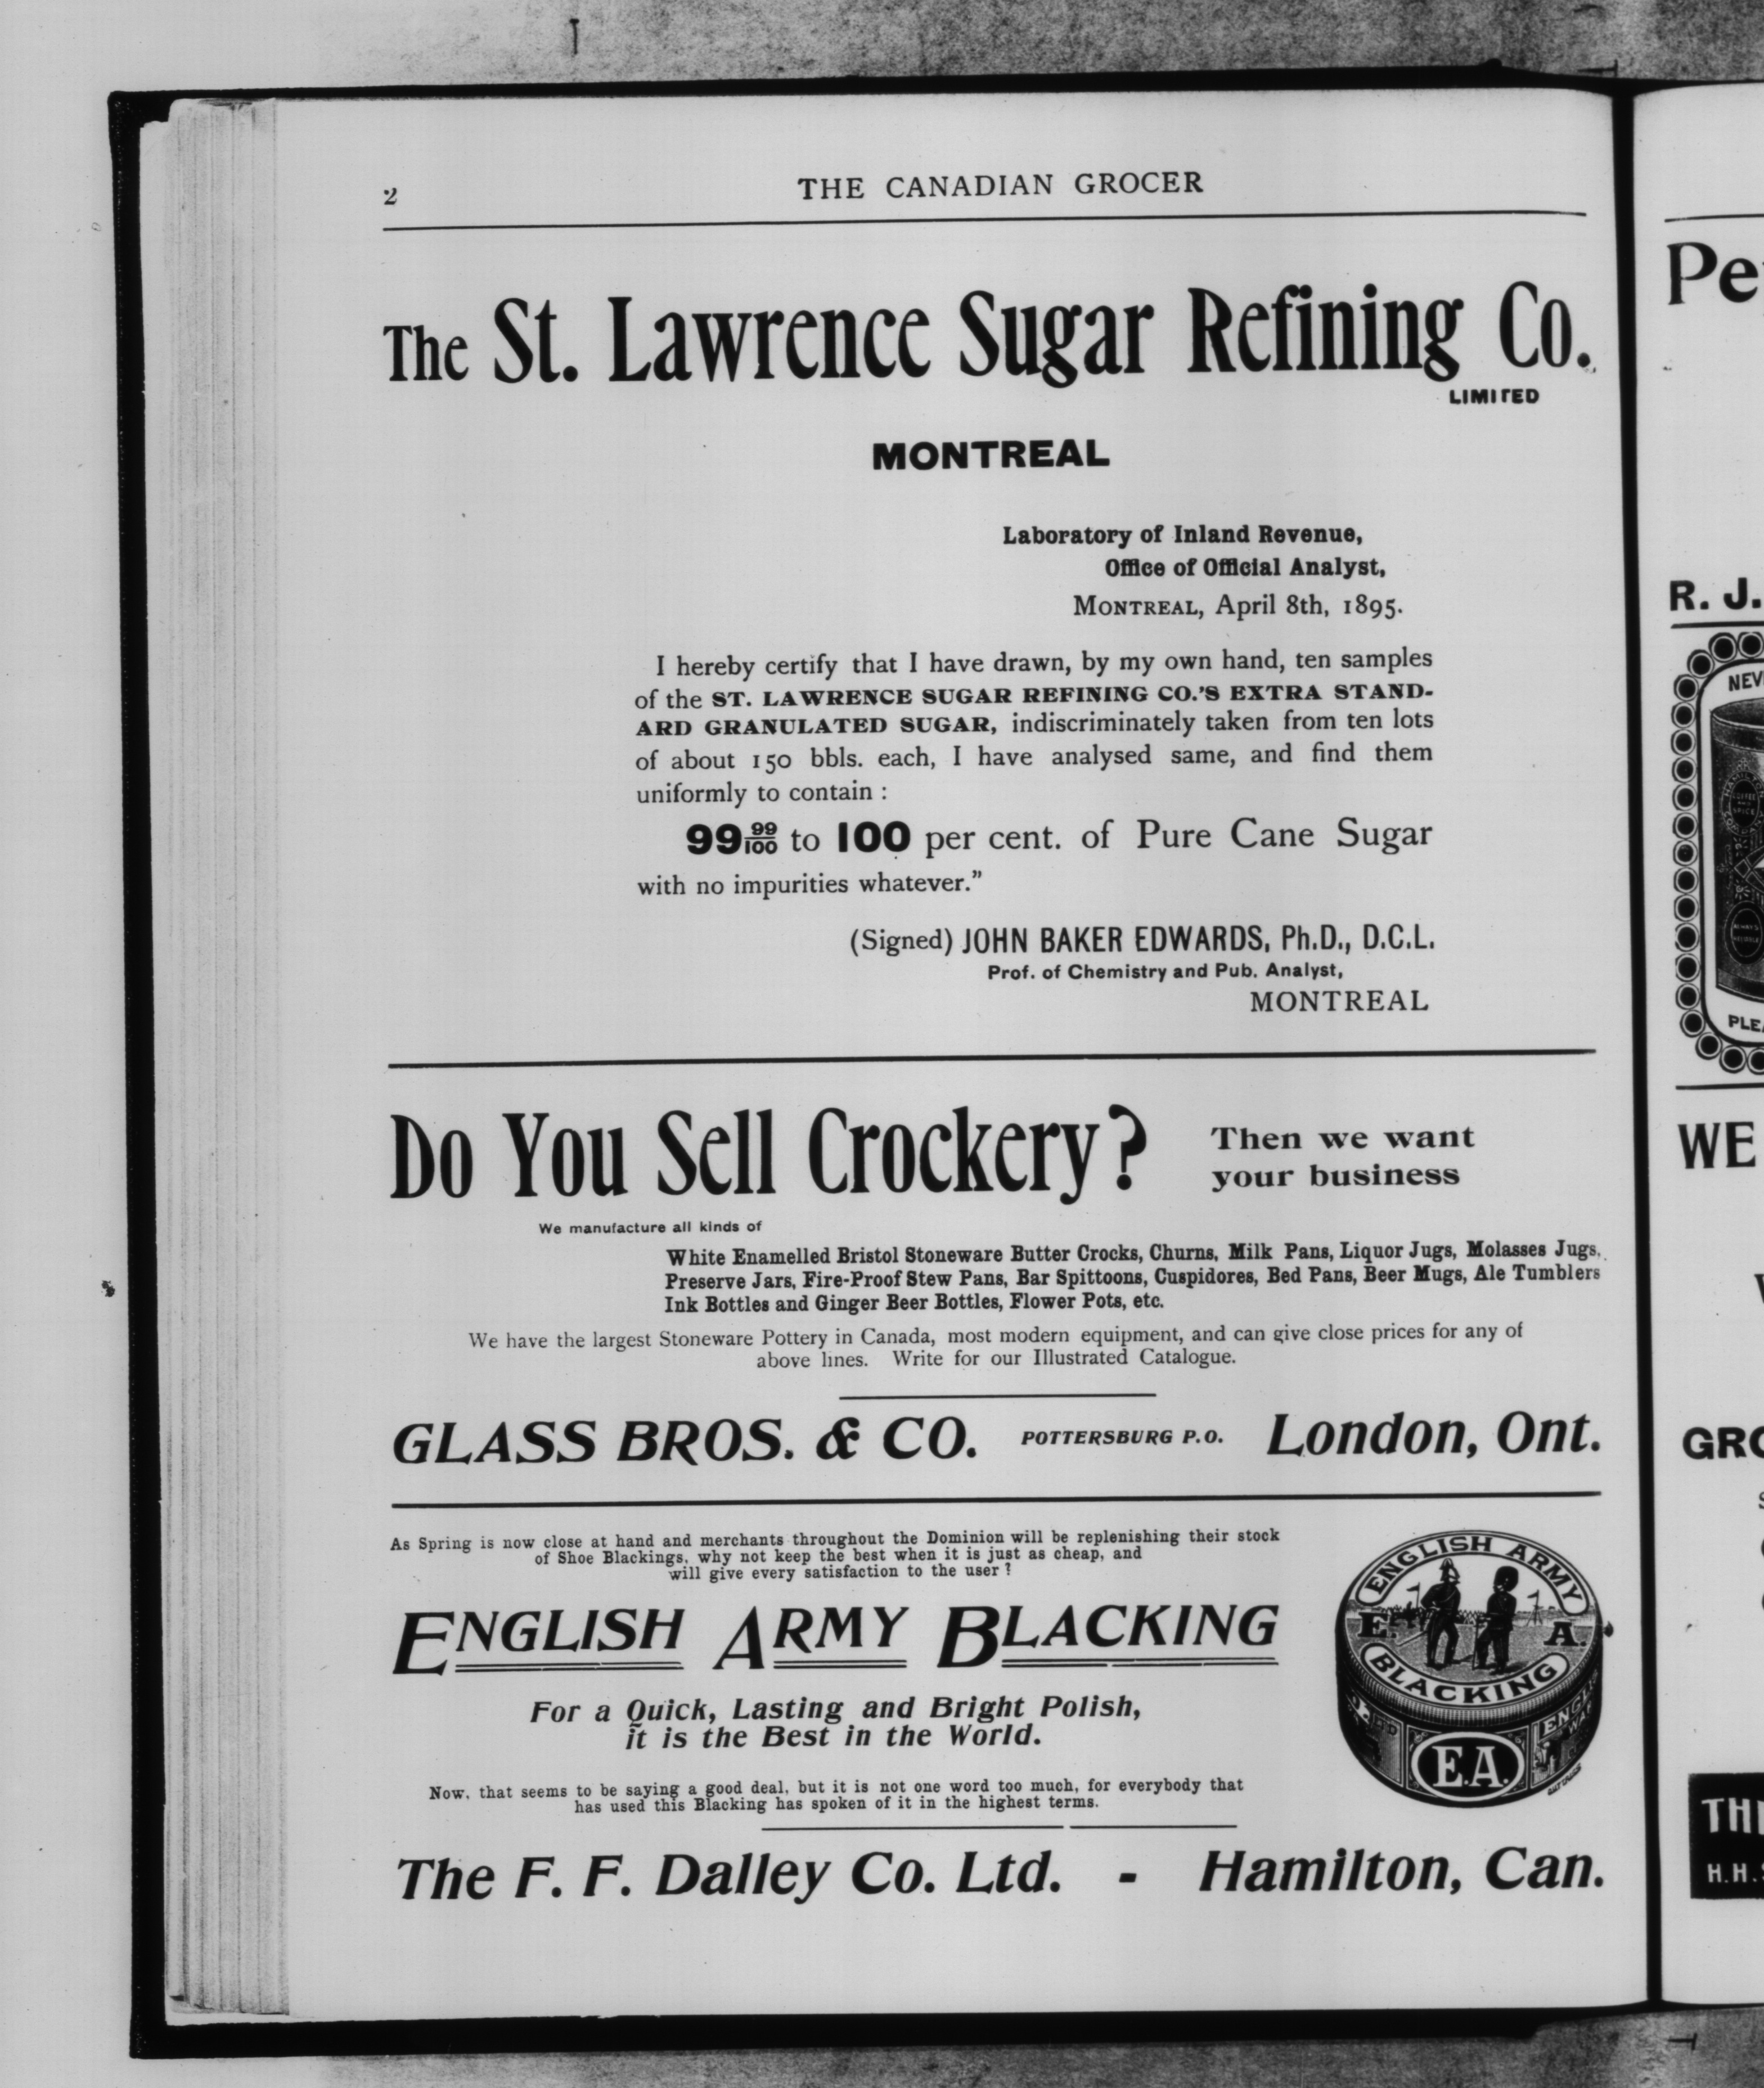 2
THE CANADIAN GROCER
The St. Lawrence Sugar Refining Co.
LIMITED
MONTREAL
Laboratory of Inland Revenue,
Office of Official Analyst,
MONTREAL, April 8th, 1895.
I hereby certify that I have drawn, by my own hand, ten samples
of the ST. LAWRENCE SUGAR REFINING CO.'S EXTRA STAND-
ARD GRANULATED SUGAR, indiscriminately taken from ten lots
of about 150 bbls. each, I have analysed same, and find them
uniformly to contain :
99 99/100 to 100 per cent. of Pure Cane Sugar
with no impurities whatever."
(Signed) JOHN BAKER EDWARDS, Ph.D., D.C.L.
Prof. of Chemistry and Pub. Analyst,
MONTREAL
Do You Sell Crockery?
Then we want
your business
We manufacture all kinds of
White Enamelled Bristol Stoneware Butter Crocks, Churns, Milk Pans, Liquor Jugs, Molasses Jugs,
Preserve Jars, Fire-Proof Stew Pans, Bar Spittoons, Cuspidores, Bed Pans, Beer Mugs, Ale Tumblers
Ink Bottles and Ginger Beer Bottles, Flower Pots, etc.
We have the largest Stoneware Pottery in Canada, most modern equipment, and can give close prices for any of
above lines. Write for our Illustrated Catalogue.
GLASS BROS. & CO. POTTERSBURG P.O. London, Ont.
As Spring is now close at hand and merchants throughout the Dominion will be replenishing their stock
of Shoe Blackings, why not keep the best when it is just as cheap, and
will give every satisfaction to the user ?
ENGLISH ARMY BLACKING
For a Quick, Lasting and Bright Polish,
it is the Best in the World.
Now, that seems to be saying a good deal, but it is not one word too much, for everybody that
has used this Blacking has spoken of it in the highest terms.
ENGLISH ARMY
E. A.
BLACKING
E.A.
The F. F. Dalley Co. Ltd. - Hamilton, Can.
R. J.
WE
H.H.